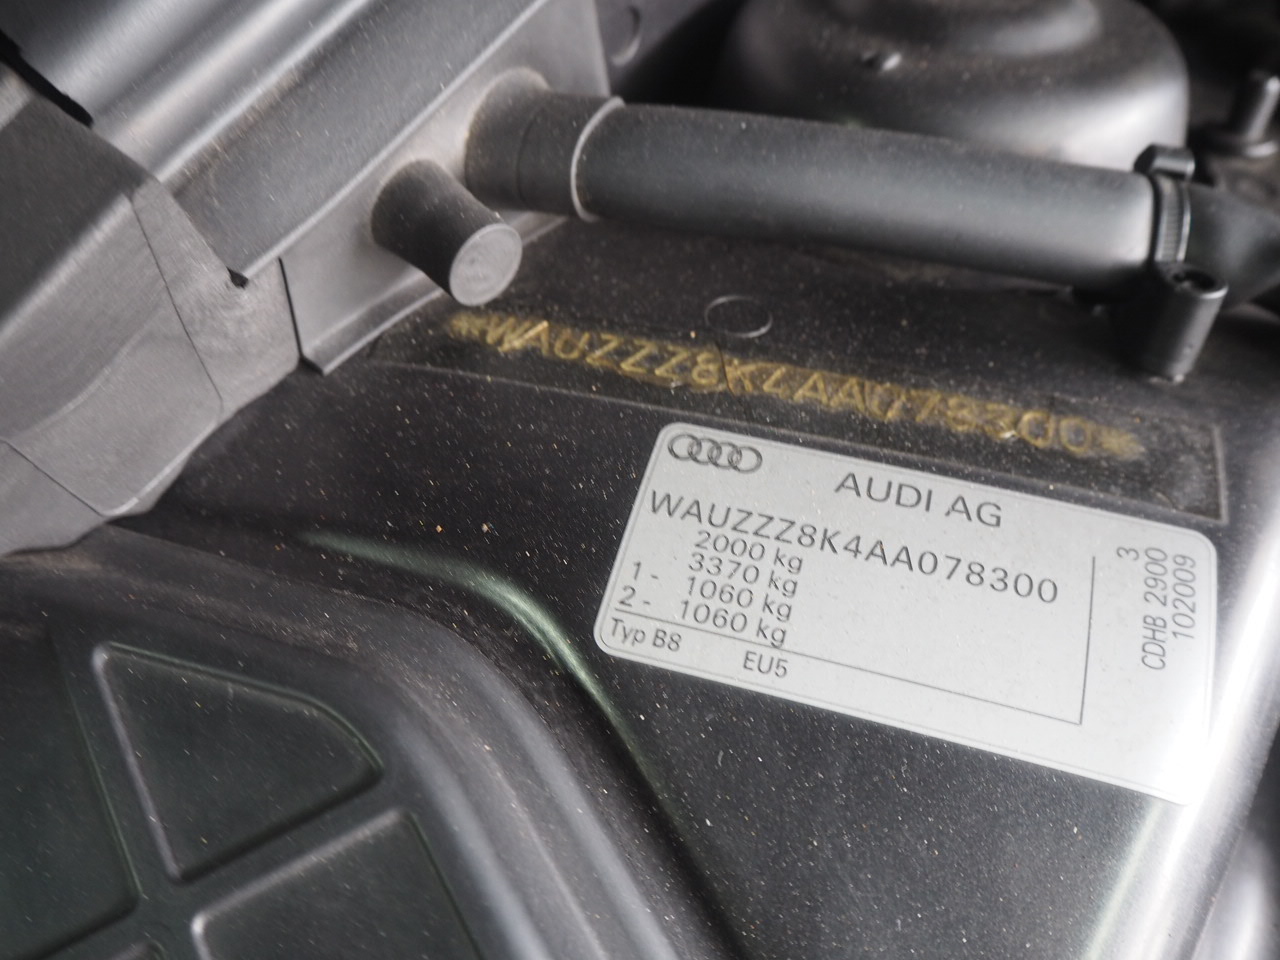 *WAUZZZ8K4AA078300*
AUDI AG
WAUZZZ8K4AA078300
2000 kg
3370 kg
1 - 1060 kg
2 - 1060 kg
Typ B8 EU5
3
CDHB 2900
102009